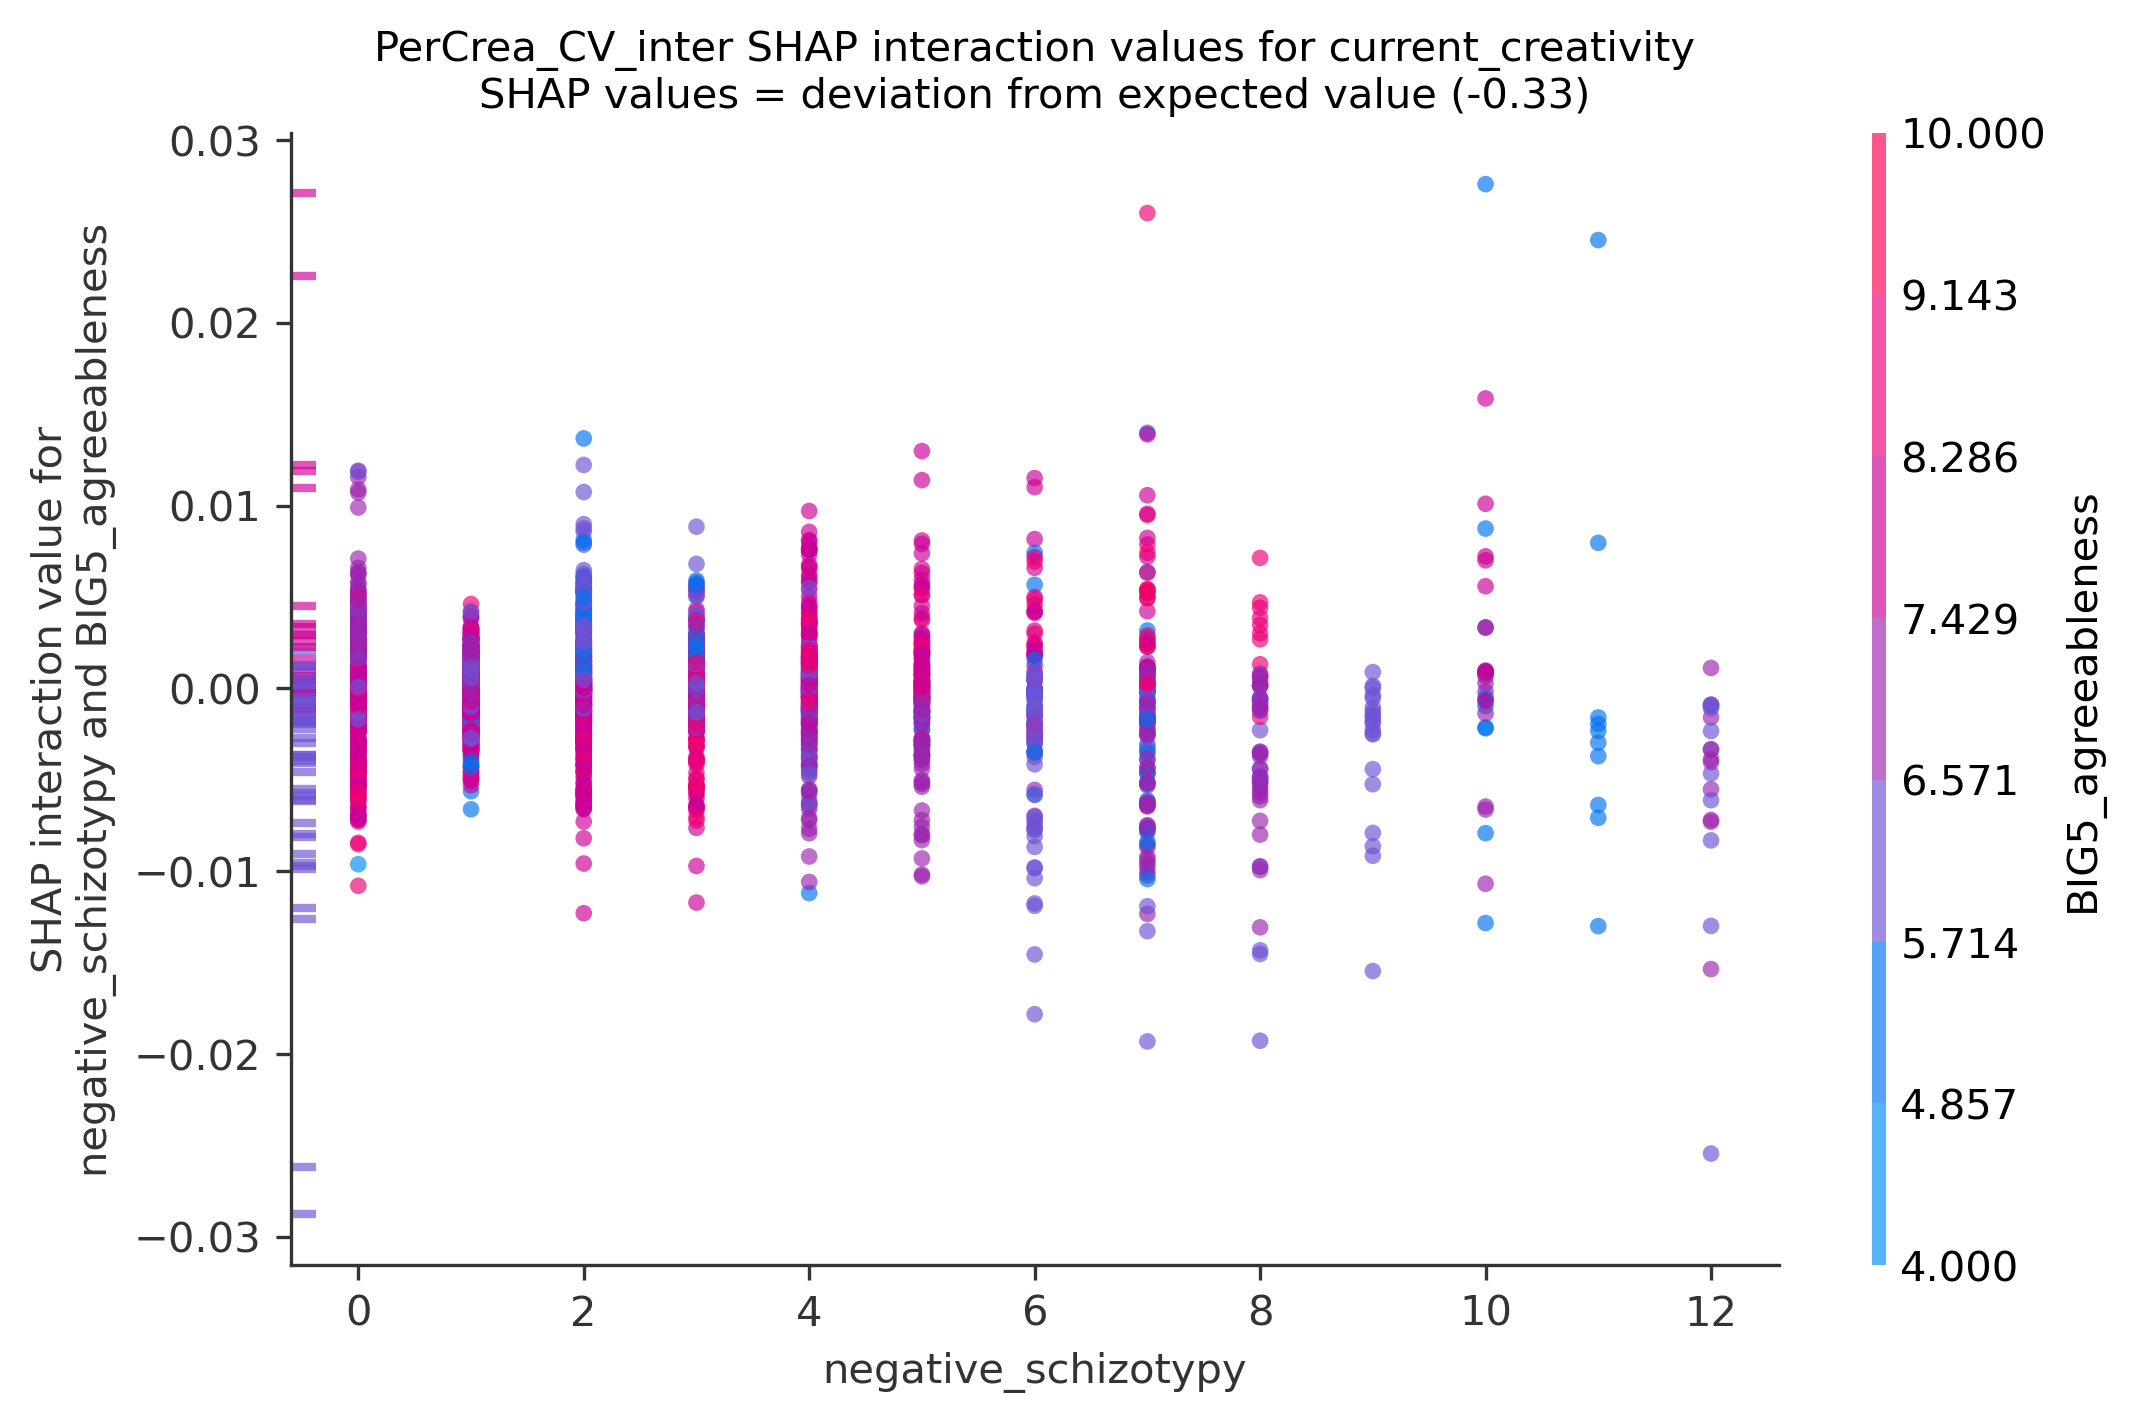 PerCrea_CV_inter SHAP interaction values for current_creativity
SHAP values = deviation from expected value (-0.33)
SHAP interaction value for
negative_schizotypy and BIG5_agreeableness
0.03
0.02
0.01
0.00
−0.01
−0.02
−0.03
0 2 4 6 8 10 12
negative_schizotypy
10.000
9.143
8.286
7.429
6.571
5.714
4.857
4.000
BIG5_agreeableness